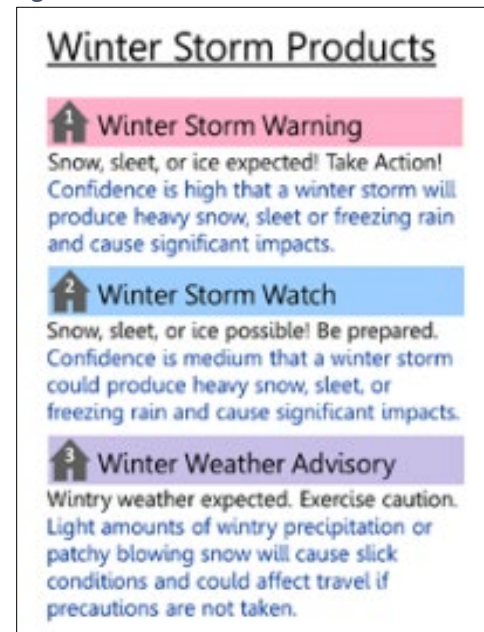 Winter Storm Products
1 Winter Storm Warning
Snow, sleet, or ice expected! Take Action!
Confidence is high that a winter storm will
produce heavy snow, sleet or freezing rain
and cause significant impacts.
2 Winter Storm Watch
Snow, sleet, or ice possible! Be prepared.
Confidence is medium that a winter storm
could produce heavy snow, sleet, or
freezing rain and cause significant impacts.
3 Winter Weather Advisory
Wintry weather expected. Exercise caution.
Light amounts of wintry precipitation or
patchy blowing snow will cause slick
conditions and could affect travel if
precautions are not taken.